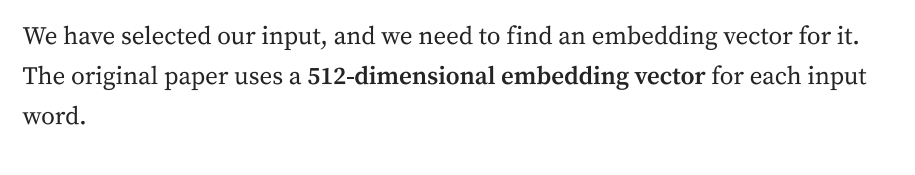 We have selected our input, and we need to find an embedding vector for it.
The original paper uses a 512-dimensional embedding vector for each input
word.